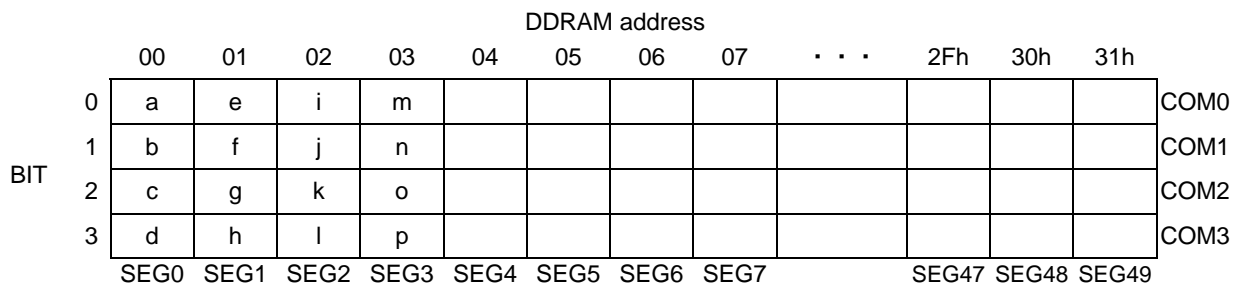 DDRAM address
00 01 02 03 04 05 06 07 · · · 2Fh 30h 31h
0 a e i m COM0
1 b f j n COM1
BIT
2 c g k o COM2
3 d h l p COM3
SEG0 SEG1 SEG2 SEG3 SEG4 SEG5 SEG6 SEG7 SEG47 SEG48 SEG49